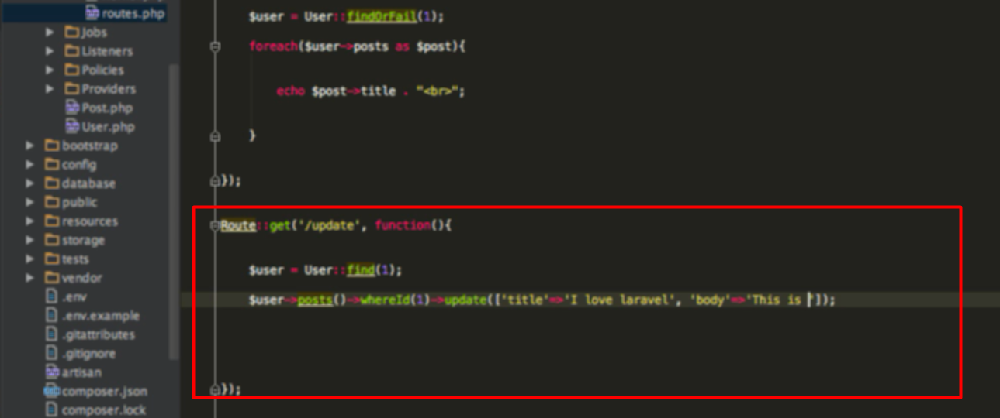 routes.php
Jobs
Listeners
Policies
Providers
Post.php
User.php
bootstrap
config
database
public
resources
storage
tests
vendor
.env
.env.example
.gitattributes
.gitignore
artisan
composer.json
composer.lock
$user = User::findOrFail(1);
foreach($user->posts as $post){
echo $post->title . "<br>";
}
});
Route::get('/update', function(){
$user = User::find(1);
$user->posts()->whereId(1)->update(['title'=>'I love laravel', 'body'=>'This is ']);
});